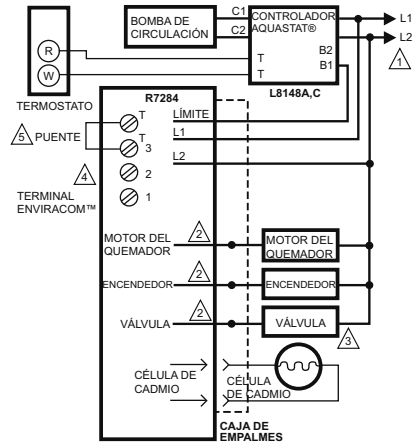 C1
BOMBA DE
CIRCULACIÓN
C2
CONTROLADOR
AQUASTAT®
L1
L2
B2
B1
T
T
L8148A,C
1
R
W
TERMOSTATO
R7284
LÍMITE
5
PUENTE
T
T
3
L1
L2
4
2
1
TERMINAL
ENVIRACOM™
MOTOR DEL
QUEMADOR
2
MOTOR DEL
QUEMADOR
ENCENDEDOR
2
ENCENDEDOR
VÁLVULA
2
VÁLVULA
3
CÉLULA DE
CADMIO
CÉLULA
DE CADMIO
CAJA DE
EMPALMES